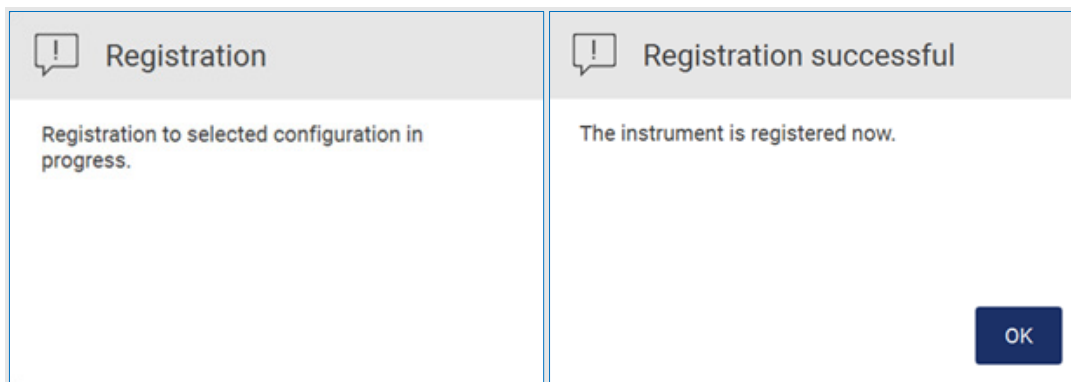 Registration
Registration to selected configuration in
progress.
Registration successful
The instrument is registered now.
OK